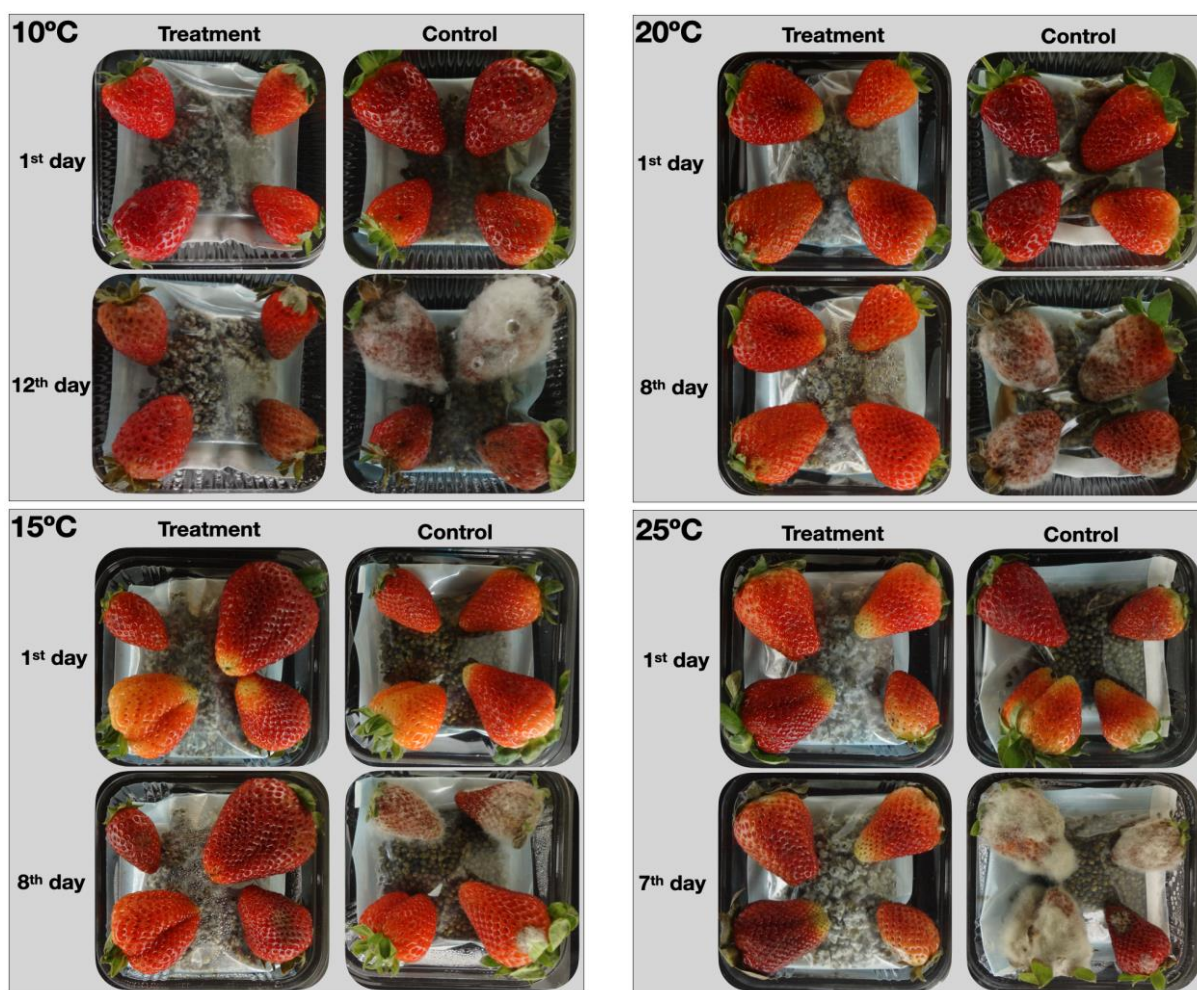 10ºC
Treatment Control
1st day
12th day
20ºC
Treatment Control
1st day
8th day
15ºC
Treatment Control
1st day
8th day
25ºC
Treatment Control
1st day
7th day